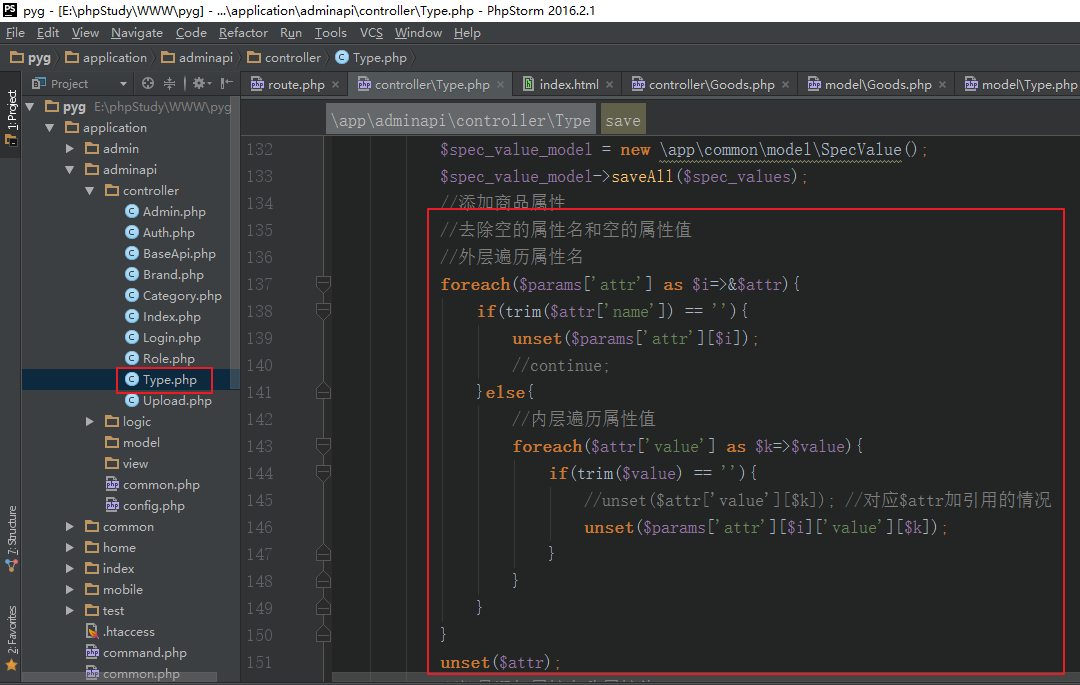 pyg - [E:\phpStudy\WWW\pyg] - ...\application\adminapi\controller\Type.php - PhpStorm 2016.2.1
File Edit View Navigate Code Refactor Run Tools VCS Window Help
pyg application adminapi controller Type.php
Project
route.php controller\Type.php index.html controller\Goods.php model\Goods.php model\Type.php
1: Project
7: Structure
2: Favorites
pyg E:\phpStudy\WWW\pyg
application
admin
adminapi
controller
Admin.php
Auth.php
BaseApi.php
Brand.php
Category.php
Index.php
Login.php
Role.php
Type.php
Upload.php
logic
model
view
common.php
config.php
common
home
index
mobile
test
.htaccess
command.php
common.php
\app\adminapi\controller\Type save
132 $spec_value_model = new \app\common\model\SpecValue();
133 $spec_value_model->saveAll($spec_values);
134 //添加商品属性
135 //去除空的属性名和空的属性值
136 //外层遍历属性名
137 foreach($params['attr'] as $i=>&$attr){
138 if(trim($attr['name']) == ''){
139 unset($params['attr'][$i]);
140 //continue;
141 }else{
142 //内层遍历属性值
143 foreach($attr['value'] as $k=>$value){
144 if(trim($value) == ''){
145 //unset($attr['value'][$k]); //对应$attr加引用的情况
146 unset($params['attr'][$i]['value'][$k]);
147 }
148 }
149 }
150 }
151 unset($attr);